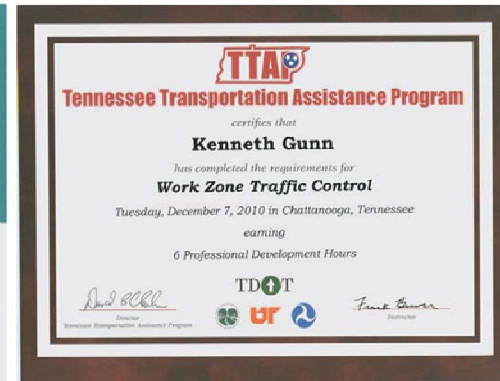 TTAP
Tennessee Transportation Assistance Program
certifies that
Kenneth Gunn
has completed the requirements for
Work Zone Traffic Control
Tuesday, December 7, 2010 in Chattanooga, Tennessee
earning
6 Professional Development Hours
TDOT
UT
Director
Tennessee Transportation Assistance Program
Instructor